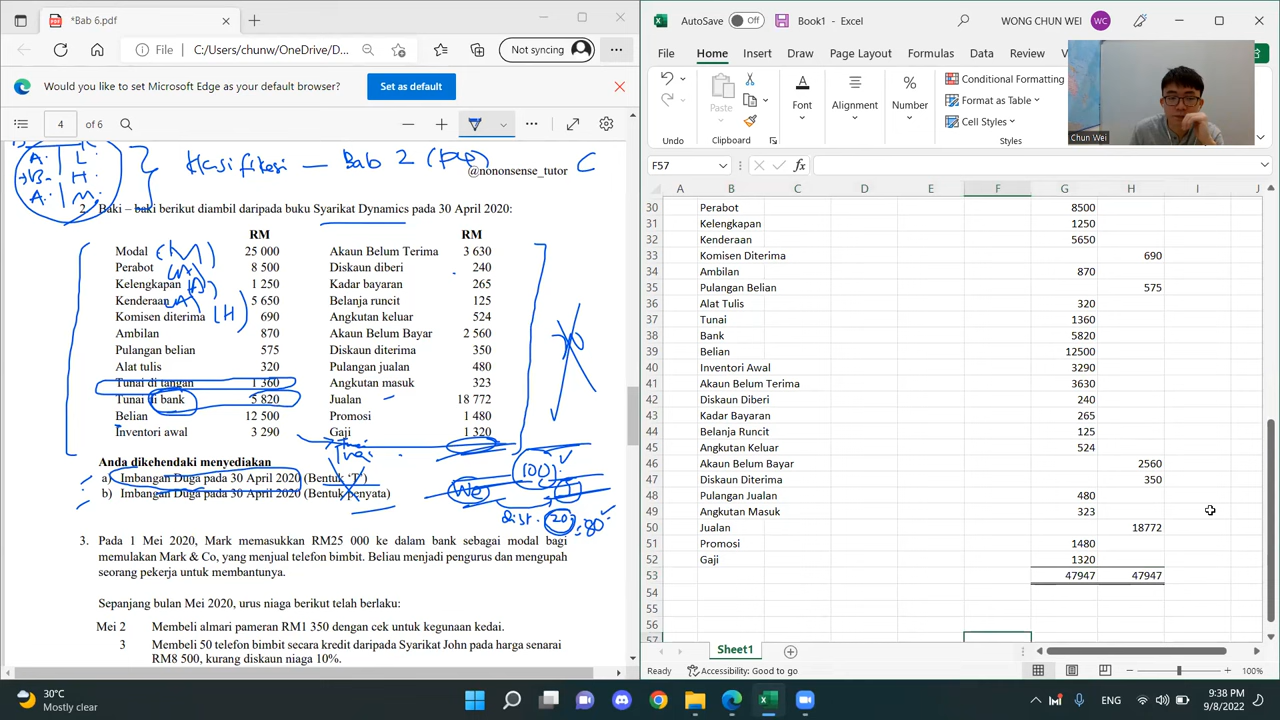 *Bab 6.pdf
File
C:/Users/chunw/OneDrive/D...
Not syncing
Would you like to set Microsoft Edge as your default browser?
Set as default
4
of 6
A. L
B. H
A. M
Klasifikasi — Bab 2
@nononsense_tutor
C
2. Baki – baki berikut diambil daripada buku Syarikat Dynamics pada 30 April 2020:
RM RM
Modal (M) 25 000 Akaun Belum Terima 3 630
Perabot (A) 8 500 Diskaun diberi 240
Kelengkapan (A) 1 250 Kadar bayaran 265
Kenderaan (A) 5 650 Belanja runcit 125
Komisen diterima (H) 690 Angkutan keluar 524
Ambilan 870 Akaun Belum Bayar 2 560
Pulangan belian 575 Diskaun diterima 350
Alat tulis 320 Pulangan jualan 480
Tunai di tangan 1 360 Angkutan masuk 323
Tunai di bank 5 820 Jualan 18 772
Belian 12 500 Promosi 1 480
Inventori awal 3 290 Gaji 1 320
Anda dikehendaki menyediakan
a) Imbangan Duga pada 30 April 2020 (Bentuk 'T')
b) Imbangan Duga pada 30 April 2020 (Bentuk penyata)
100
dist. 20 80
3. Pada 1 Mei 2020, Mark memasukkan RM25 000 ke dalam bank sebagai modal bagi
memulakan Mark & Co, yang menjual telefon bimbit. Beliau menjadi pengurus dan mengupah
seorang pekerja untuk membantunya.
Sepanjang bulan Mei 2020, urus niaga berikut telah berlaku:
Mei 2 Membeli almari pameran RM1 350 dengan cek untuk kegunaan kedai.
3 Membeli 50 telefon bimbit secara kredit daripada Syarikat John pada harga senarai
RM8 500, kurang diskaun niaga 10%.
AutoSave Off Book1 - Excel WONG CHUN WEI WC
File Home Insert Draw Page Layout Formulas Data Review
Undo
Paste
Clipboard
Font
Alignment
Number
Conditional Formatting
Format as Table
Cell Styles
Styles
Chun Wei
F57
A B C D E F G H I J
30 Perabot 8500
31 Kelengkapan 1250
32 Kenderaan 5650
33 Komisen Diterima 690
34 Ambilan 870
35 Pulangan Belian 575
36 Alat Tulis 320
37 Tunai 1360
38 Bank 5820
39 Belian 12500
40 Inventori Awal 3290
41 Akaun Belum Terima 3630
42 Diskaun Diberi 240
43 Kadar Bayaran 265
44 Belanja Runcit 125
45 Angkutan Keluar 524
46 Akaun Belum Bayar 2560
47 Diskaun Diterima 350
48 Pulangan Jualan 480
49 Angkutan Masuk 323
50 Jualan 18772
51 Promosi 1480
52 Gaji 1320
53 47947 47947
54
55
56
57
Sheet1
Ready
Accessibility: Good to go
100%
30°C
Mostly clear
ENG
9:38 PM
9/8/2022